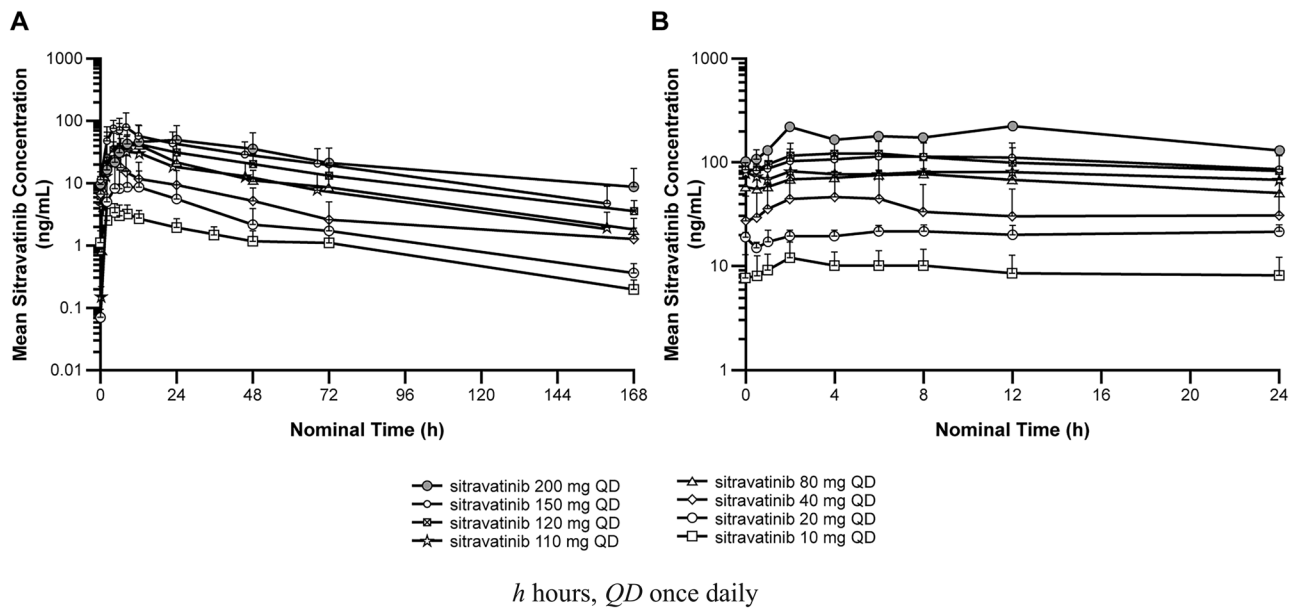 A
Mean Sitravatinib Concentration
(ng/mL)
1000
100
10
1
0.1
0.01
0 24 48 72 96 120 144 168
Nominal Time (h)
B
Mean Sitravatinib Concentration
(ng/mL)
1000
100
10
1
0 4 8 12 16 20 24
Nominal Time (h)
sitravatinib 200 mg QD
sitravatinib 150 mg QD
sitravatinib 120 mg QD
sitravatinib 110 mg QD
sitravatinib 80 mg QD
sitravatinib 40 mg QD
sitravatinib 20 mg QD
sitravatinib 10 mg QD
h hours, QD once daily